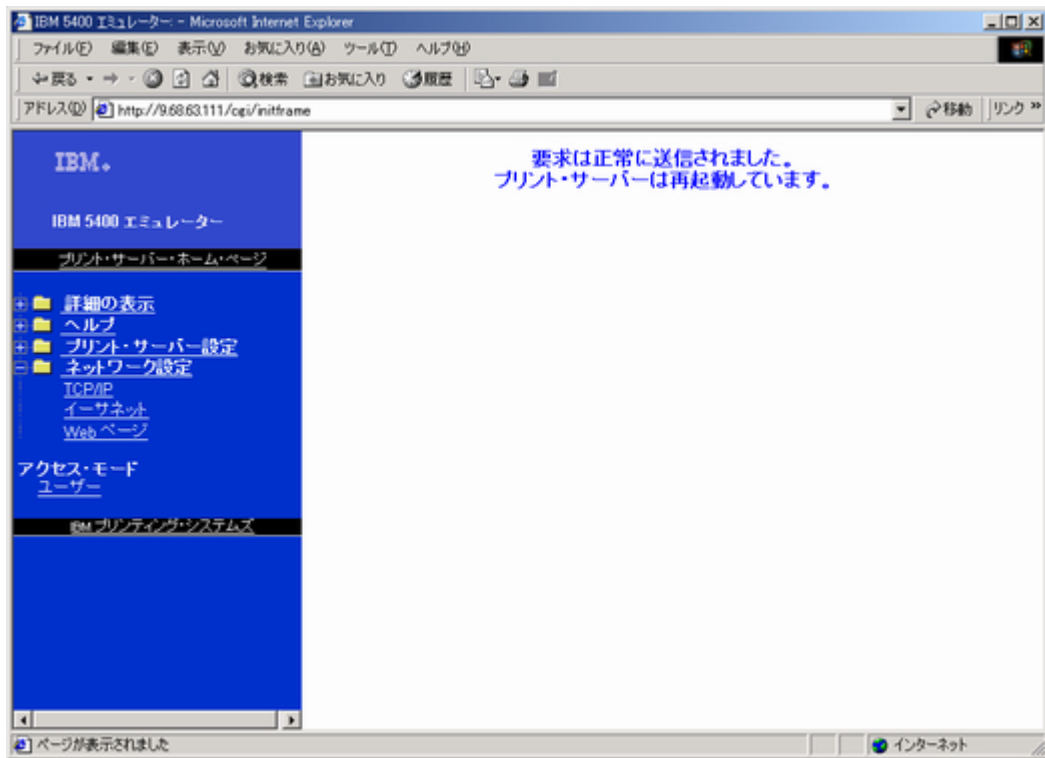 IBM 5400 エミュレーター: - Microsoft Internet Explorer
ファイル(F) 編集(E) 表示(V) お気に入り(A) ツール(T) ヘルプ(H)
戻る 検索 お気に入り 履歴
アドレス(D) http://9.68.63.111/cgi/initframe 移動 リンク »
IBM.
IBM 5400 エミュレーター
プリント・サーバー・ホーム・ページ
詳細の表示
ヘルプ
プリント・サーバー設定
ネットワーク設定
TCP/IP
イーサネット
Web ページ
アクセス・モード
ユーザー
IBM プリンティング・システムズ
要求は正常に送信されました。
プリント・サーバーは再起動しています。
ページが表示されました インターネット